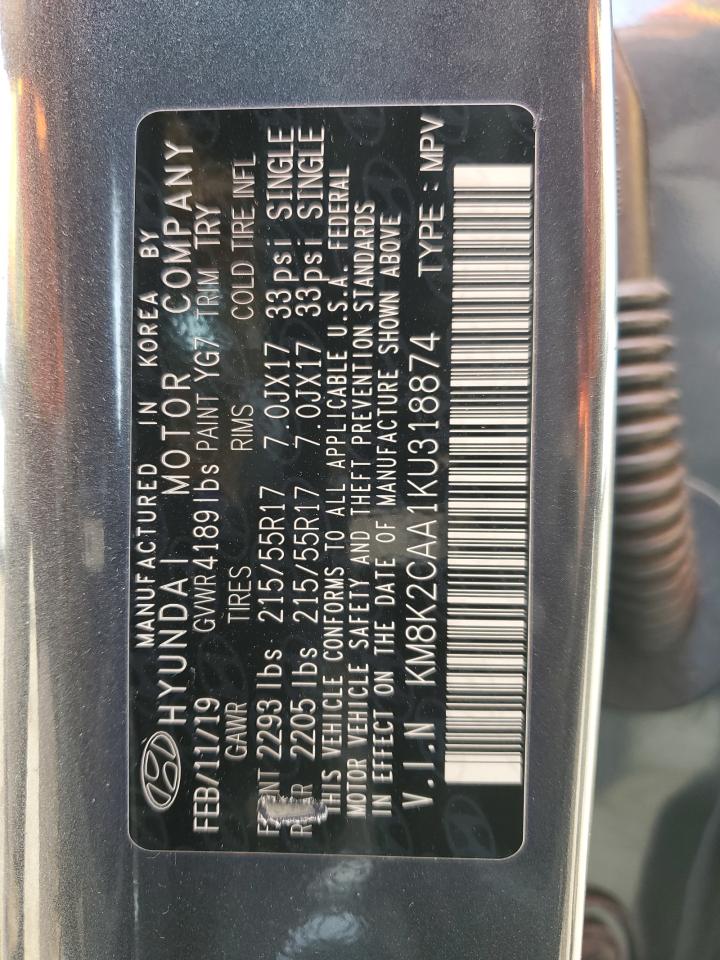 MANUFACTURED IN KOREA BY
HYUNDAI MOTOR COMPANY
FEB/11/19 GVWR 4189lbs PAINT YG7 TRIM TRY
GAWR TIRES RIMS COLD TIRE INFL
2293 lbs 215/55R17 7.0JX17 33psi SINGLE
2205 lbs 215/55R17 7.0JX17 33psi SINGLE
THIS VEHICLE CONFORMS TO ALL APPLICABLE U.S.A. FEDERAL
MOTOR VEHICLE SAFETY AND THEFT PREVENTION STANDARDS
IN EFFECT ON THE DATE OF MANUFACTURE SHOWN ABOVE
V.I.N KM8K2CAA1KU318874 TYPE : MPV